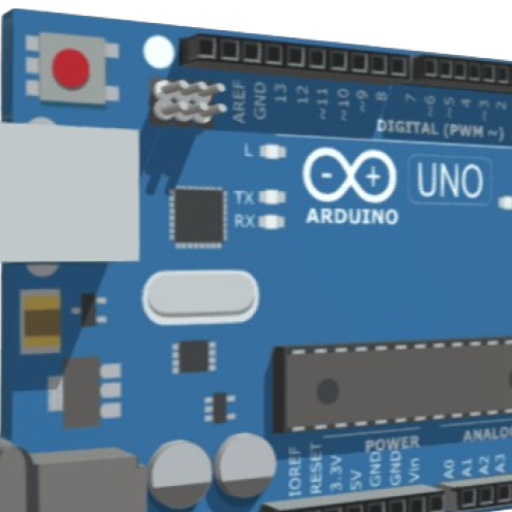 AREF
GND
13
12
~11
~10
~9
8
7
~6
~5
4
~3
2
DIGITAL (PWM ~)
L
TX
RX
- +
UNO
ARDUINO
POWER
ANALOG
IOREF
RESET
3.3V
5V
GND
GND
Vin
A0
A1
A2
A3